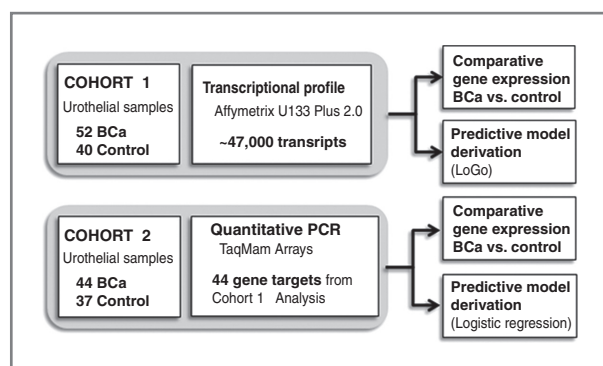 COHORT 1
Urothelial samples
52 BCa
40 Control
Transcriptional profile
Affymetrix U133 Plus 2.0
~47,000 transripts
Comparative
gene expression
BCa vs. control
Predictive model
derivation
(LoGo)
COHORT 2
Urothelial samples
44 BCa
37 Control
Quantitative PCR
TaqMam Arrays
44 gene targets from
Cohort 1 Analysis
Comparative
gene expression
BCa vs. control
Predictive model
derivation
(Logistic regression)